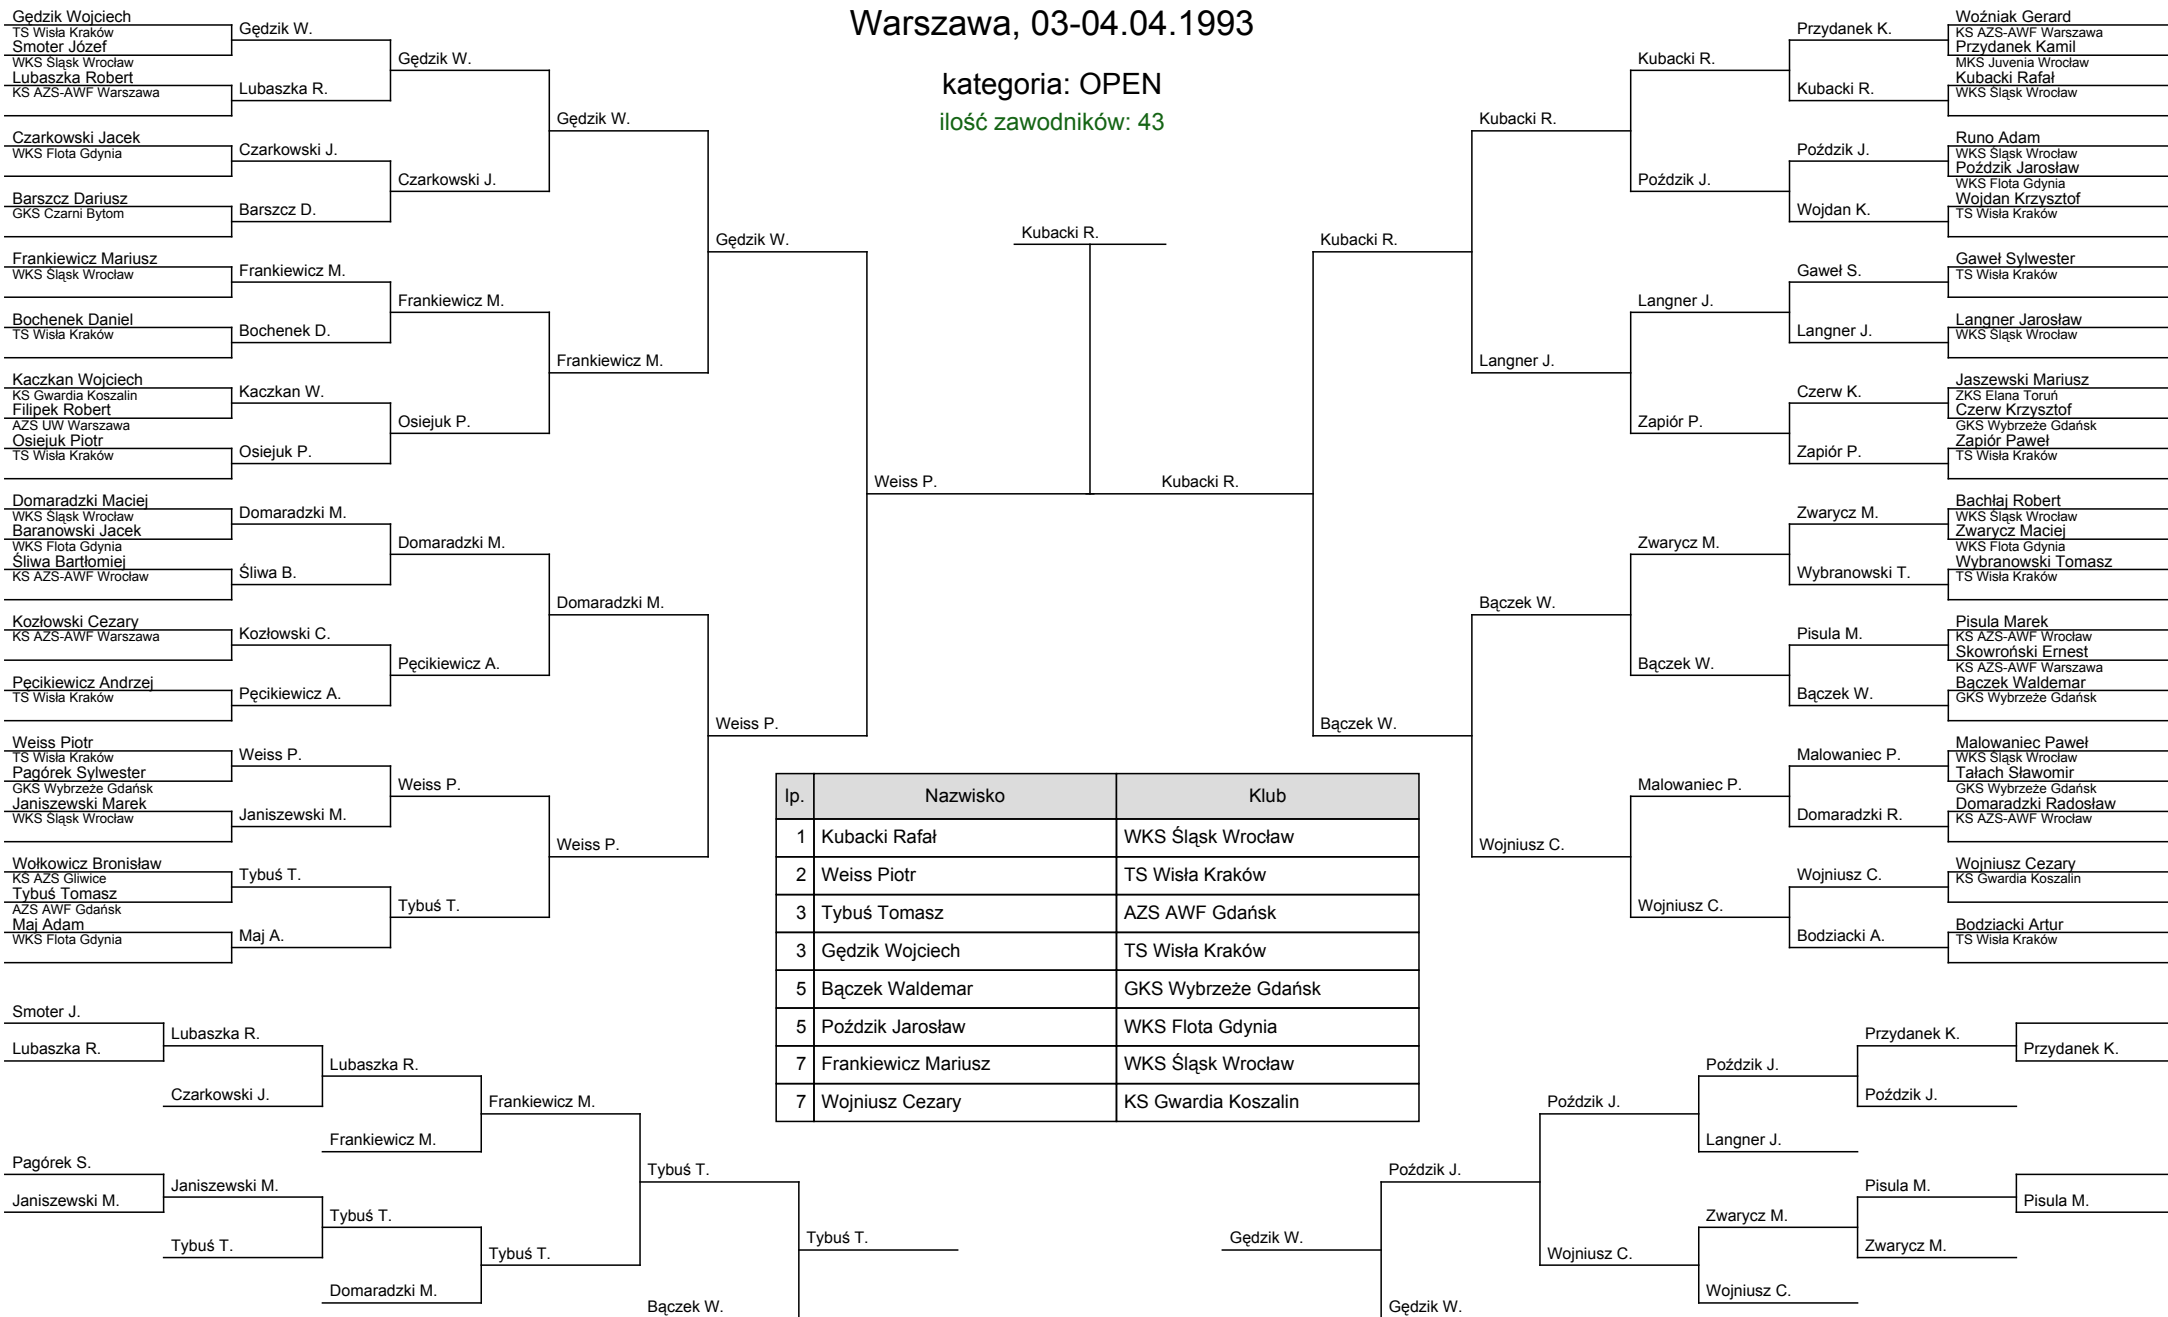 Warszawa, 03-04.04.1993
kategoria: OPEN
ilość zawodników: 43
Gędzik Wojciech
TS Wisła Kraków
Smoter Józef
WKS Śląsk Wrocław
Lubaszka Robert
KS AZS-AWF Warszawa
Czarkowski Jacek
WKS Flota Gdynia
Barszcz Dariusz
GKS Czarni Bytom
Frankiewicz Mariusz
WKS Śląsk Wrocław
Bochenek Daniel
TS Wisła Kraków
Kaczkan Wojciech
KS Gwardia Koszalin
Filipek Robert
AZS UW Warszawa
Osiejuk Piotr
TS Wisła Kraków
Domaradzki Maciej
WKS Śląsk Wrocław
Baranowski Jacek
WKS Flota Gdynia
Śliwa Bartłomiej
KS AZS-AWF Wrocław
Kozłowski Cezary
KS AZS-AWF Warszawa
Pęcikiewicz Andrzej
TS Wisła Kraków
Weiss Piotr
TS Wisła Kraków
Pagórek Sylwester
GKS Wybrzeże Gdańsk
Janiszewski Marek
WKS Śląsk Wrocław
Wołkowicz Bronisław
KS AZS Gliwice
Tybuś Tomasz
AZS AWF Gdańsk
Maj Adam
WKS Flota Gdynia
Gędzik W.
Lubaszka R.
Czarkowski J.
Barszcz D.
Frankiewicz M.
Bochenek D.
Kaczkan W.
Osiejuk P.
Domaradzki M.
Śliwa B.
Kozłowski C.
Pęcikiewicz A.
Weiss P.
Janiszewski M.
Tybuś T.
Maj A.
Gędzik W.
Czarkowski J.
Frankiewicz M.
Osiejuk P.
Domaradzki M.
Pęcikiewicz A.
Weiss P.
Tybuś T.
Gędzik W.
Frankiewicz M.
Domaradzki M.
Weiss P.
Gędzik W.
Weiss P.
Weiss P.
Kubacki R.
Kubacki R.
Kubacki R.
Bączek W.
Kubacki R.
Langner J.
Bączek W.
Wojniusz C.
Kubacki R.
Poździk J.
Langner J.
Zapiór P.
Zwarycz M.
Bączek W.
Malowaniec P.
Wojniusz C.
Przydanek K.
Kubacki R.
Poździk J.
Wojdan K.
Gaweł S.
Langner J.
Czerw K.
Zapiór P.
Zwarycz M.
Wybranowski T.
Pisula M.
Bączek W.
Malowaniec P.
Domaradzki R.
Wojniusz C.
Bodziacki A.
Woźniak Gerard
KS AZS-AWF Warszawa
Przydanek Kamil
MKS Juvenia Wrocław
Kubacki Rafał
WKS Śląsk Wrocław
Runo Adam
WKS Śląsk Wrocław
Poździk Jarosław
WKS Flota Gdynia
Wojdan Krzysztof
TS Wisła Kraków
Gaweł Sylwester
TS Wisła Kraków
Langner Jarosław
WKS Śląsk Wrocław
Jaszewski Mariusz
ZKS Elana Toruń
Czerw Krzysztof
GKS Wybrzeże Gdańsk
Zapiór Paweł
TS Wisła Kraków
Bachłaj Robert
WKS Śląsk Wrocław
Zwarycz Maciej
WKS Flota Gdynia
Wybranowski Tomasz
TS Wisła Kraków
Pisula Marek
KS AZS-AWF Wrocław
Skowroński Ernest
KS AZS-AWF Warszawa
Bączek Waldemar
GKS Wybrzeże Gdańsk
Malowaniec Paweł
WKS Śląsk Wrocław
Tałach Sławomir
GKS Wybrzeże Gdańsk
Domaradzki Radosław
KS AZS-AWF Wrocław
Wojniusz Cezary
KS Gwardia Koszalin
Bodziacki Artur
TS Wisła Kraków
lp. Nazwisko Klub
1 Kubacki Rafał WKS Śląsk Wrocław
2 Weiss Piotr TS Wisła Kraków
3 Tybuś Tomasz AZS AWF Gdańsk
3 Gędzik Wojciech TS Wisła Kraków
5 Bączek Waldemar GKS Wybrzeże Gdańsk
5 Poździk Jarosław WKS Flota Gdynia
7 Frankiewicz Mariusz WKS Śląsk Wrocław
7 Wojniusz Cezary KS Gwardia Koszalin
Smoter J.
Lubaszka R.
Pagórek S.
Janiszewski M.
Lubaszka R.
Czarkowski J.
Janiszewski M.
Tybuś T.
Lubaszka R.
Frankiewicz M.
Tybuś T.
Domaradzki M.
Frankiewicz M.
Tybuś T.
Tybuś T.
Bączek W.
Tybuś T.
Gędzik W.
Poździk J.
Gędzik W.
Poździk J.
Wojniusz C.
Poździk J.
Langner J.
Zwarycz M.
Wojniusz C.
Przydanek K.
Poździk J.
Pisula M.
Zwarycz M.
Przydanek K.
Pisula M.